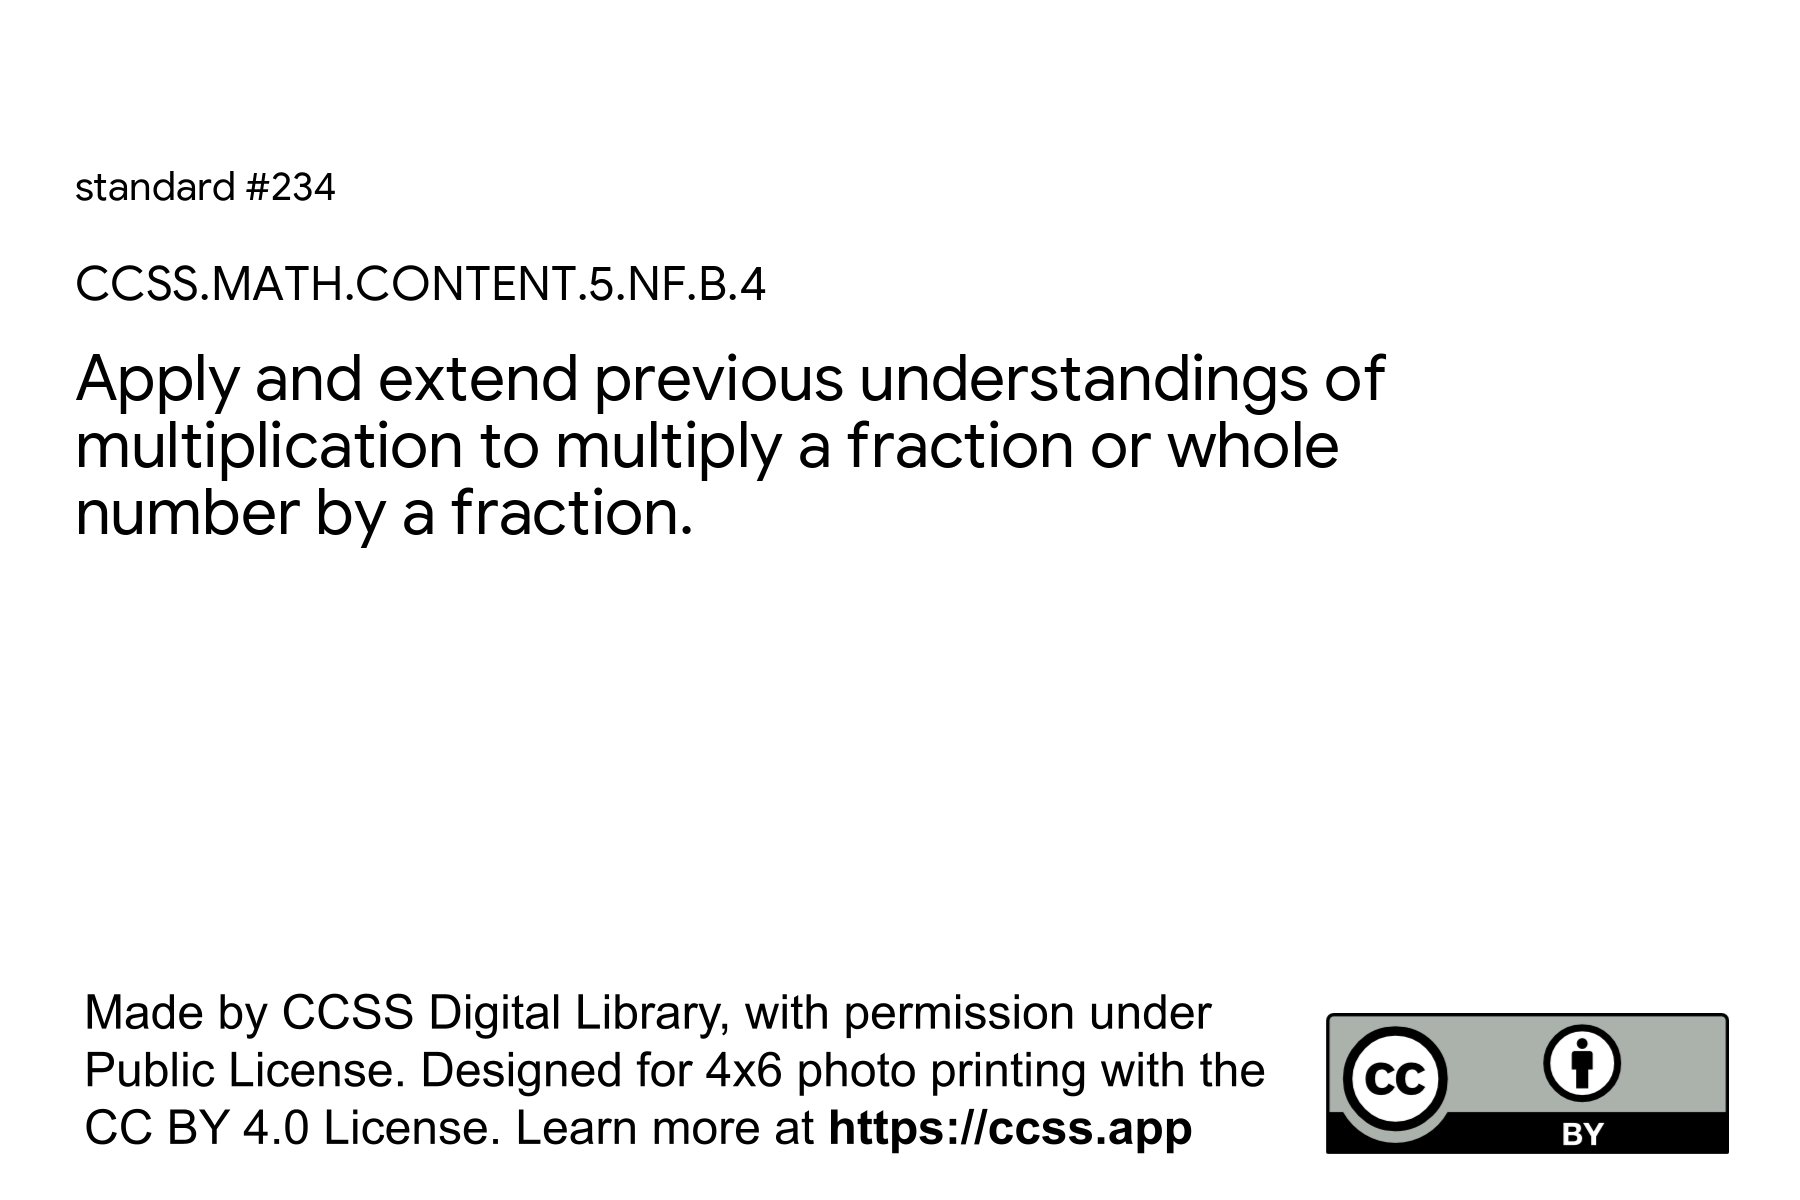 standard #234
CCSS.MATH.CONTENT.5.NF.B.4
Apply and extend previous understandings of
multiplication to multiply a fraction or whole
number by a fraction.
Made by CCSS Digital Library, with permission under
Public License. Designed for 4x6 photo printing with the
CC BY 4.0 License. Learn more at https://ccss.app
CC
BY